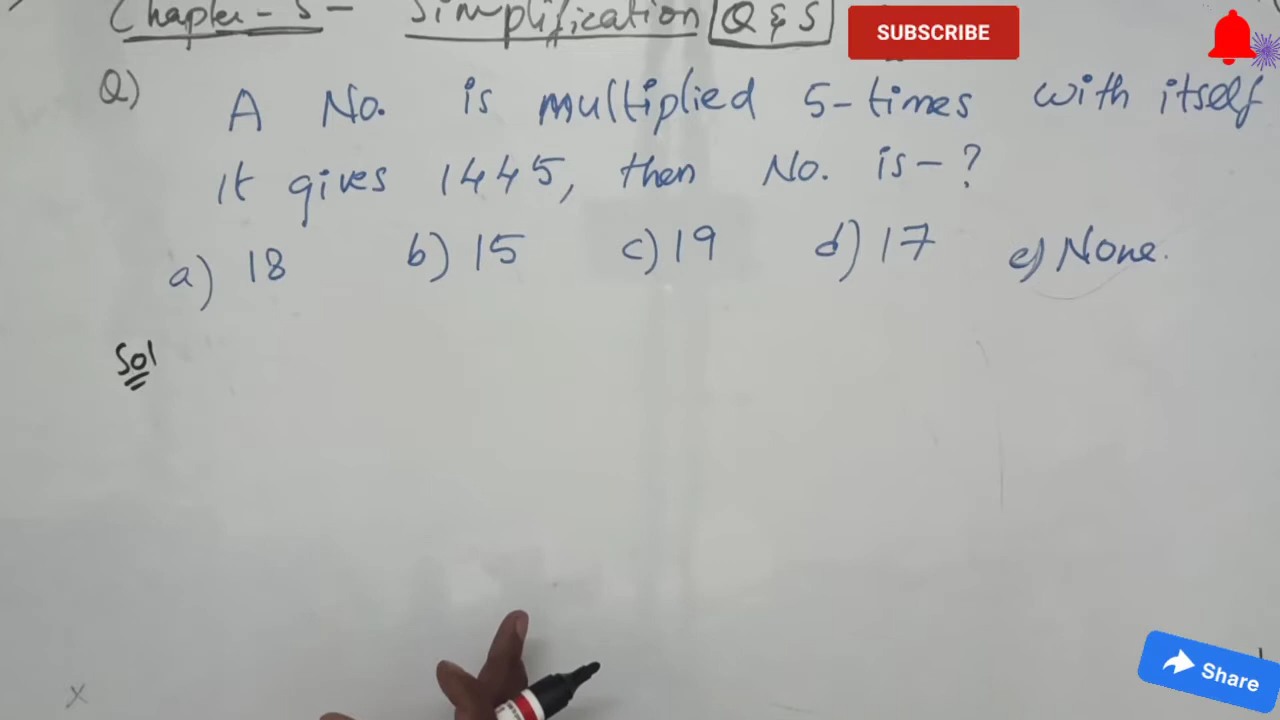 Chapter - 5 - Simplification Q & S
SUBSCRIBE
Q) A No. is multiplied 5-times with itself
It gives 1445, then No. is - ?
a) 18 b) 15 c) 19 d) 17 e) None.
Sol
x
Share